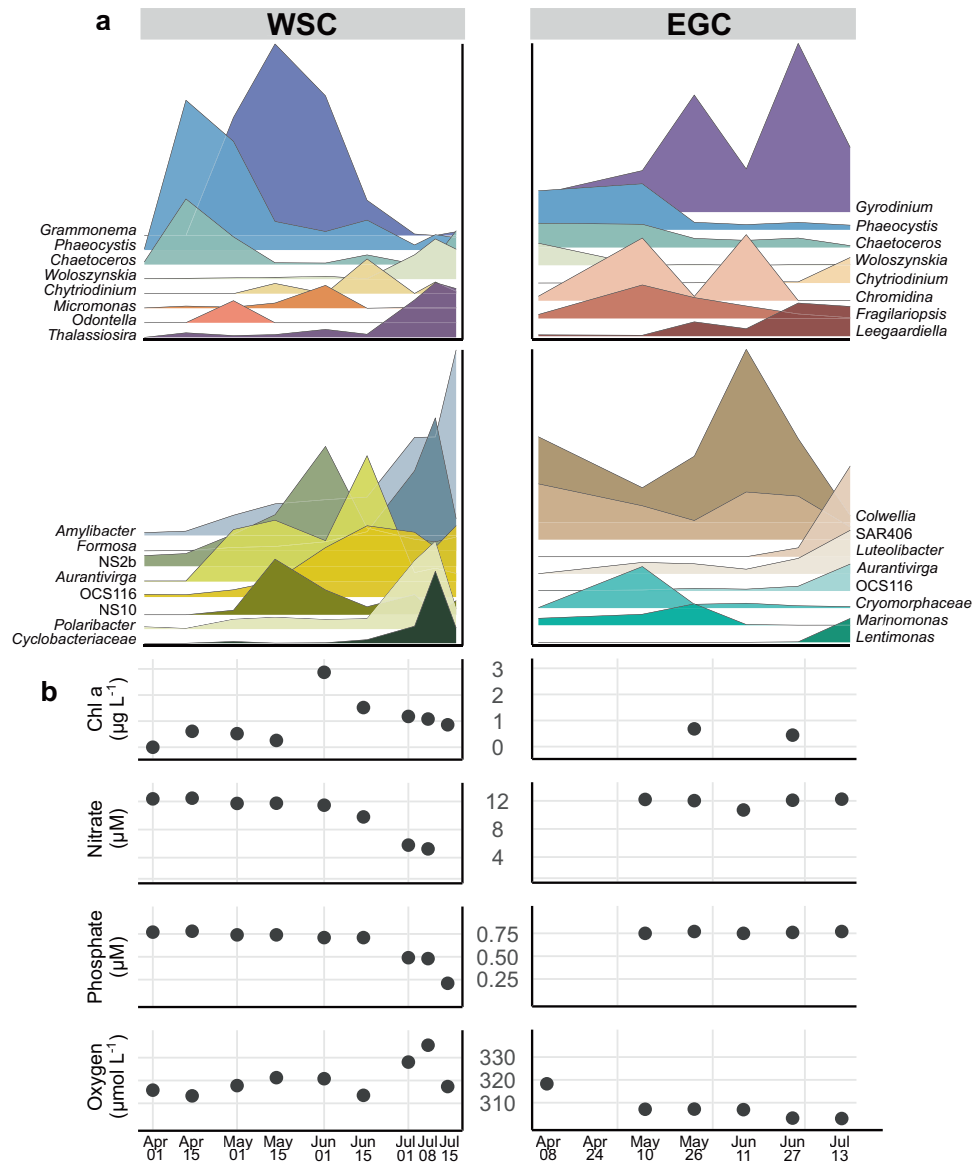 a
WSC
EGC
Grammonema
Phaeocystis
Chaetoceros
Woloszynskia
Chytriodinium
Micromonas
Odontella
Thalassiosira
Gyrodinium
Phaeocystis
Chaetoceros
Woloszynskia
Chytriodinium
Chromidina
Fragilariopsis
Leegaardiella
Amylibacter
Formosa
NS2b
Aurantivirga
OCS116
NS10
Polaribacter
Cyclobacteriaceae
Colwellia
SAR406
Luteolibacter
Aurantivirga
OCS116
Cryomorphaceae
Marinomonas
Lentimonas
b
Chl a
(µg L-1)
3
2
1
0
Nitrate
(µM)
12
8
4
Phosphate
(µM)
0.75
0.50
0.25
Oxygen
(µmol L-1)
330
320
310
Apr Apr May May Jun Jun Jul Jul Jul
01 15 01 15 01 15 01 08 15
Apr Apr May May Jun Jun Jul
08 24 10 26 11 27 13